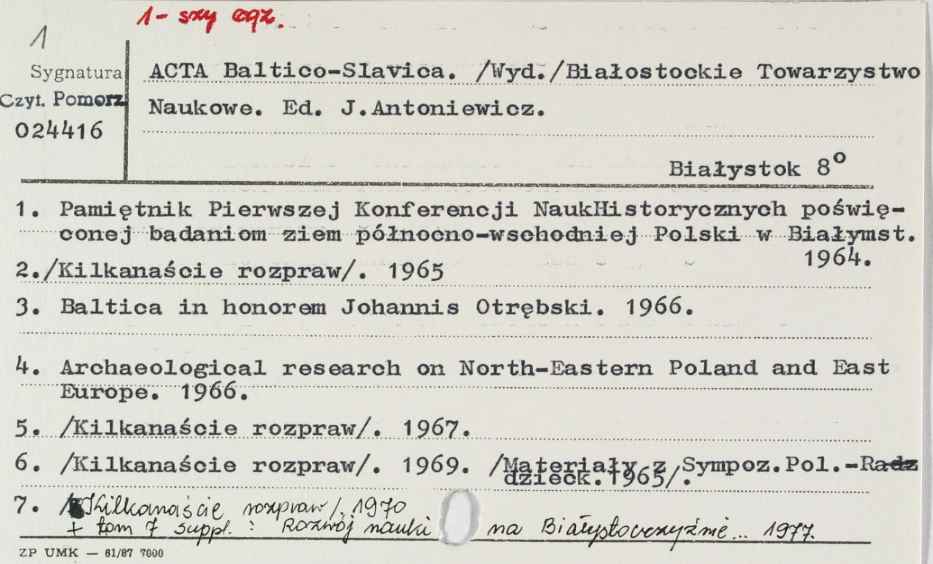 1 - szy egz.
1
Sygnatura
Czyt. Pomorz
024416
ACTA Baltico-Slavica. /Wyd./Białostockie Towarzystwo
Naukowe. Ed. J.Antoniewicz.
Białystok 8°
1. Pamiętnik Pierwszej Konferencji NaukHistorycznych poświę-
conej badaniom ziem północno-wschodniej Polski w Białymst.
1964.
2./Kilkanaście rozpraw/. 1965
3. Baltica in honorem Johannis Otrębski. 1966.
4. Archaeological research on North-Eastern Poland and East
Europe. 1966.
5. /Kilkanaście rozpraw/. 1967.
6. /Kilkanaście rozpraw/. 1969. /Materiały z Sympoz.Pol.-Radz
dzieck.1965/.
7. /Kilkanaście rozpraw/. 1970
+ tom 7 suppl. : Rozwój nauki na Białystocczyźnie... 1977.
ZP UMK — 81/87 7000